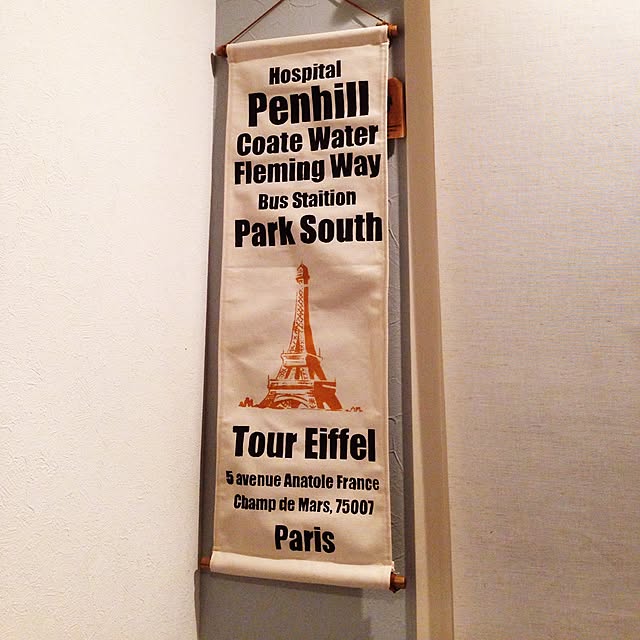 Hospital
Penhill
Coate Water
Fleming Way
Bus Staition
Park South
Tour Eiffel
5 avenue Anatole France
Champ de Mars, 75007
Paris